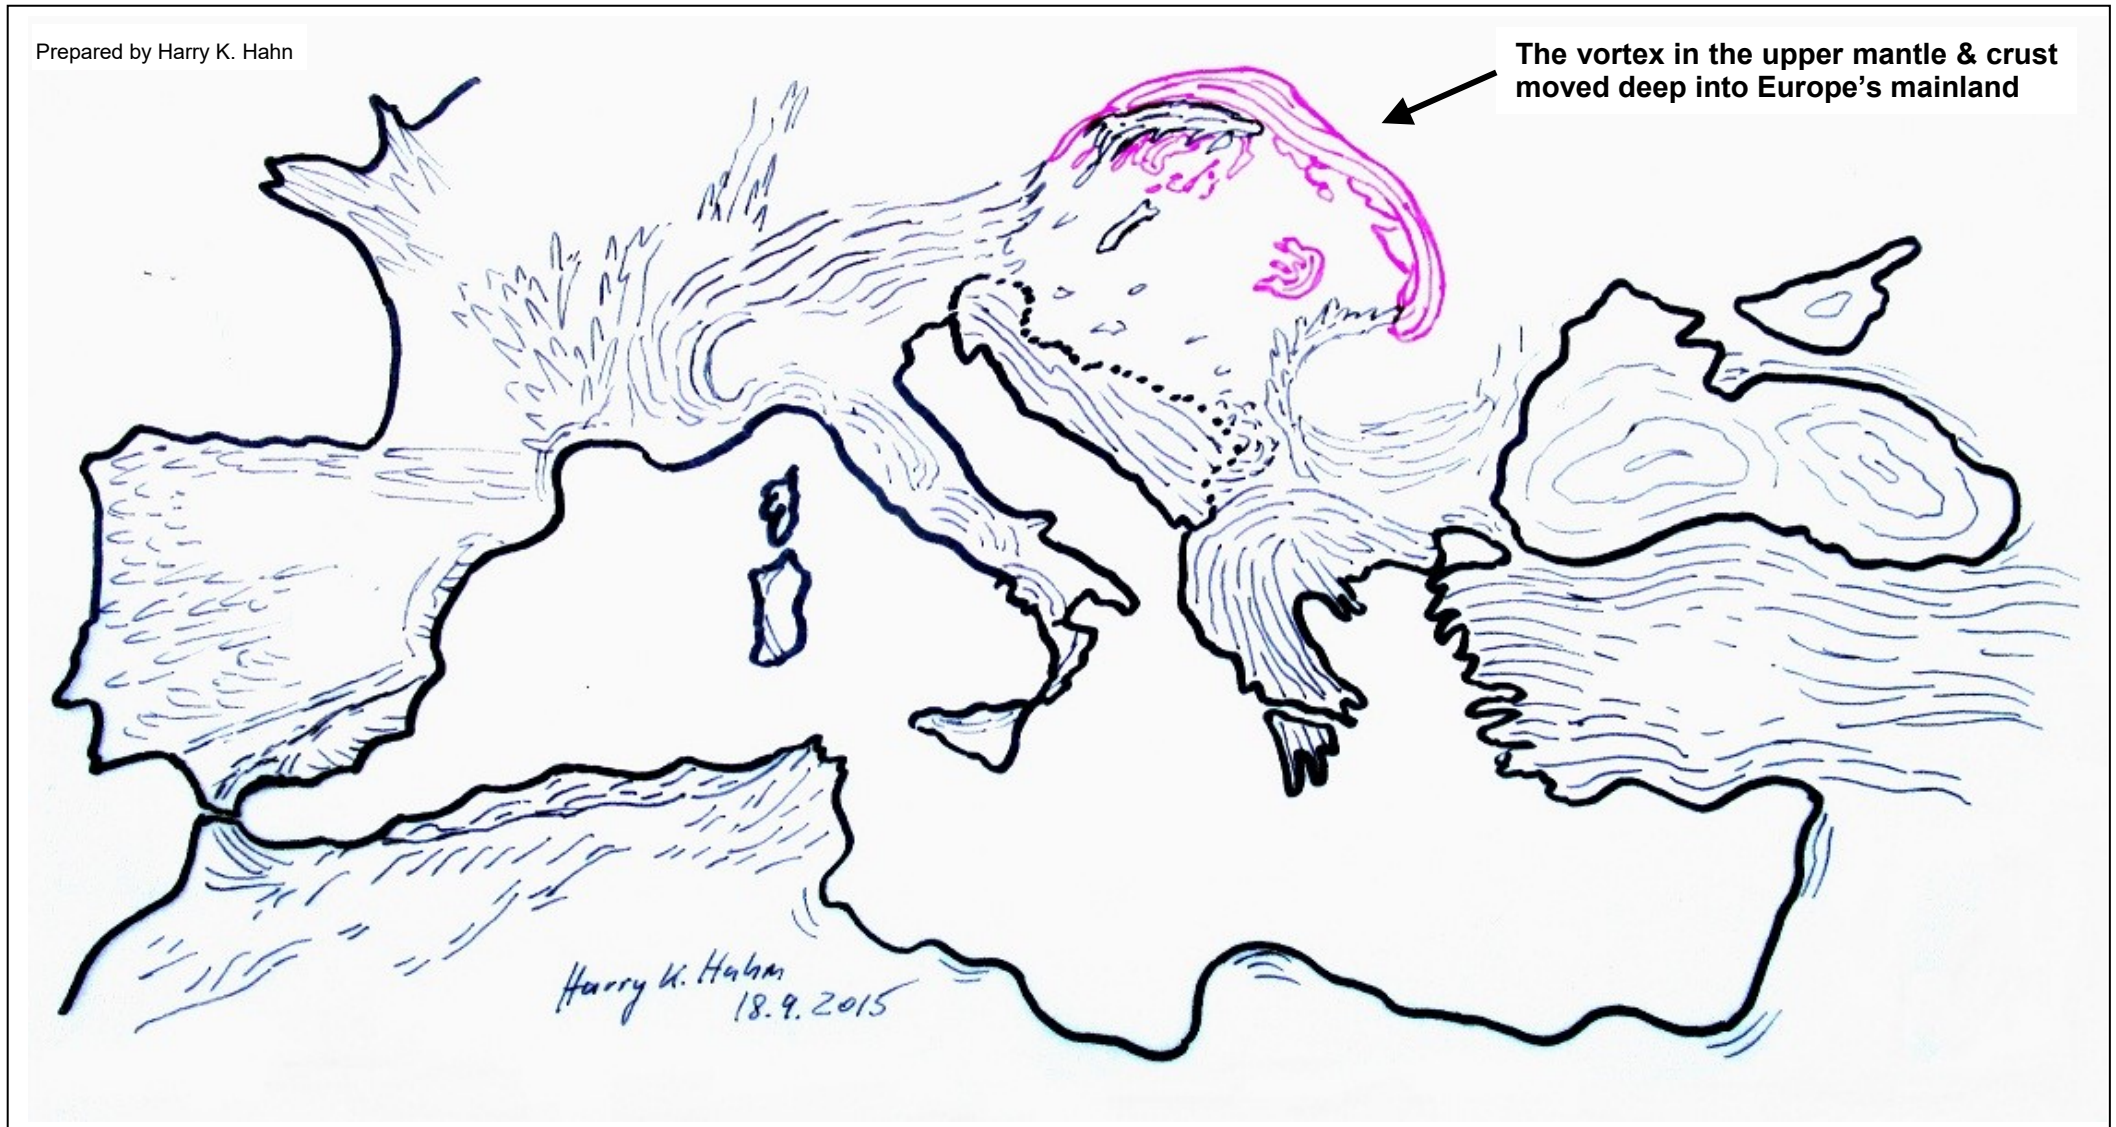 Prepared by Harry K. Hahn
The vortex in the upper mantle & crust
moved deep into Europe’s mainland
Harry K. Hahn
18.9.2015